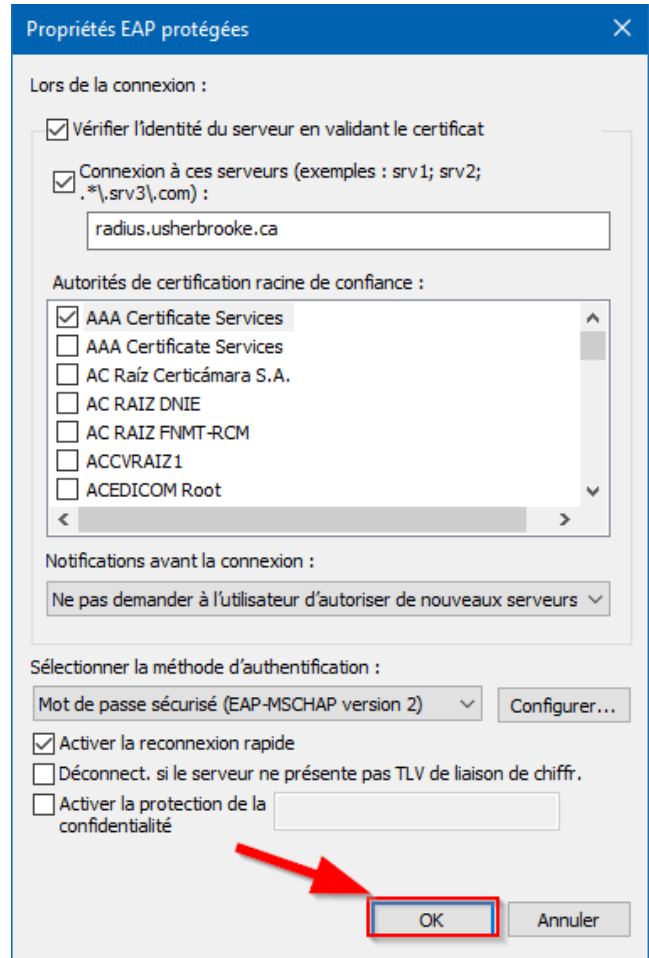 Propriétés EAP protégées
Lors de la connexion :
Vérifier l'identité du serveur en validant le certificat
Connexion à ces serveurs (exemples : srv1; srv2;
.*\.srv3\.com) :
radius.usherbrooke.ca
Autorités de certification racine de confiance :
AAA Certificate Services
AAA Certificate Services
AC Raíz Certicámara S.A.
AC RAIZ DNIE
AC RAIZ FNMT-RCM
ACCVRAIZ1
ACEDICOM Root
Notifications avant la connexion :
Ne pas demander à l'utilisateur d'autoriser de nouveaux serveurs
Sélectionner la méthode d'authentification :
Mot de passe sécurisé (EAP-MSCHAP version 2)
Configurer...
Activer la reconnexion rapide
Déconnect. si le serveur ne présente pas TLV de liaison de chiffr.
Activer la protection de la
confidentialité
OK
Annuler